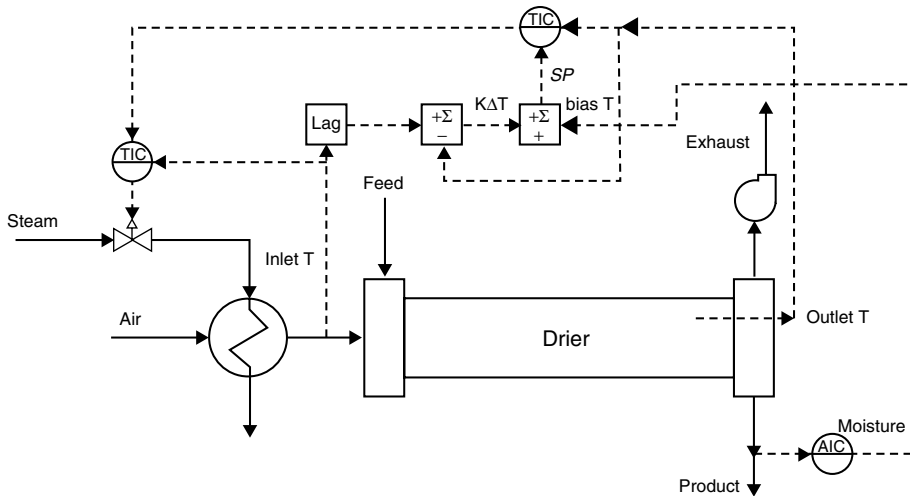 TIC
SP
KΔT
bias T
Lag
+Σ
−
+Σ
+
Exhaust
TIC
Feed
Steam
Inlet T
Air
Drier
Outlet T
Moisture
AIC
Product